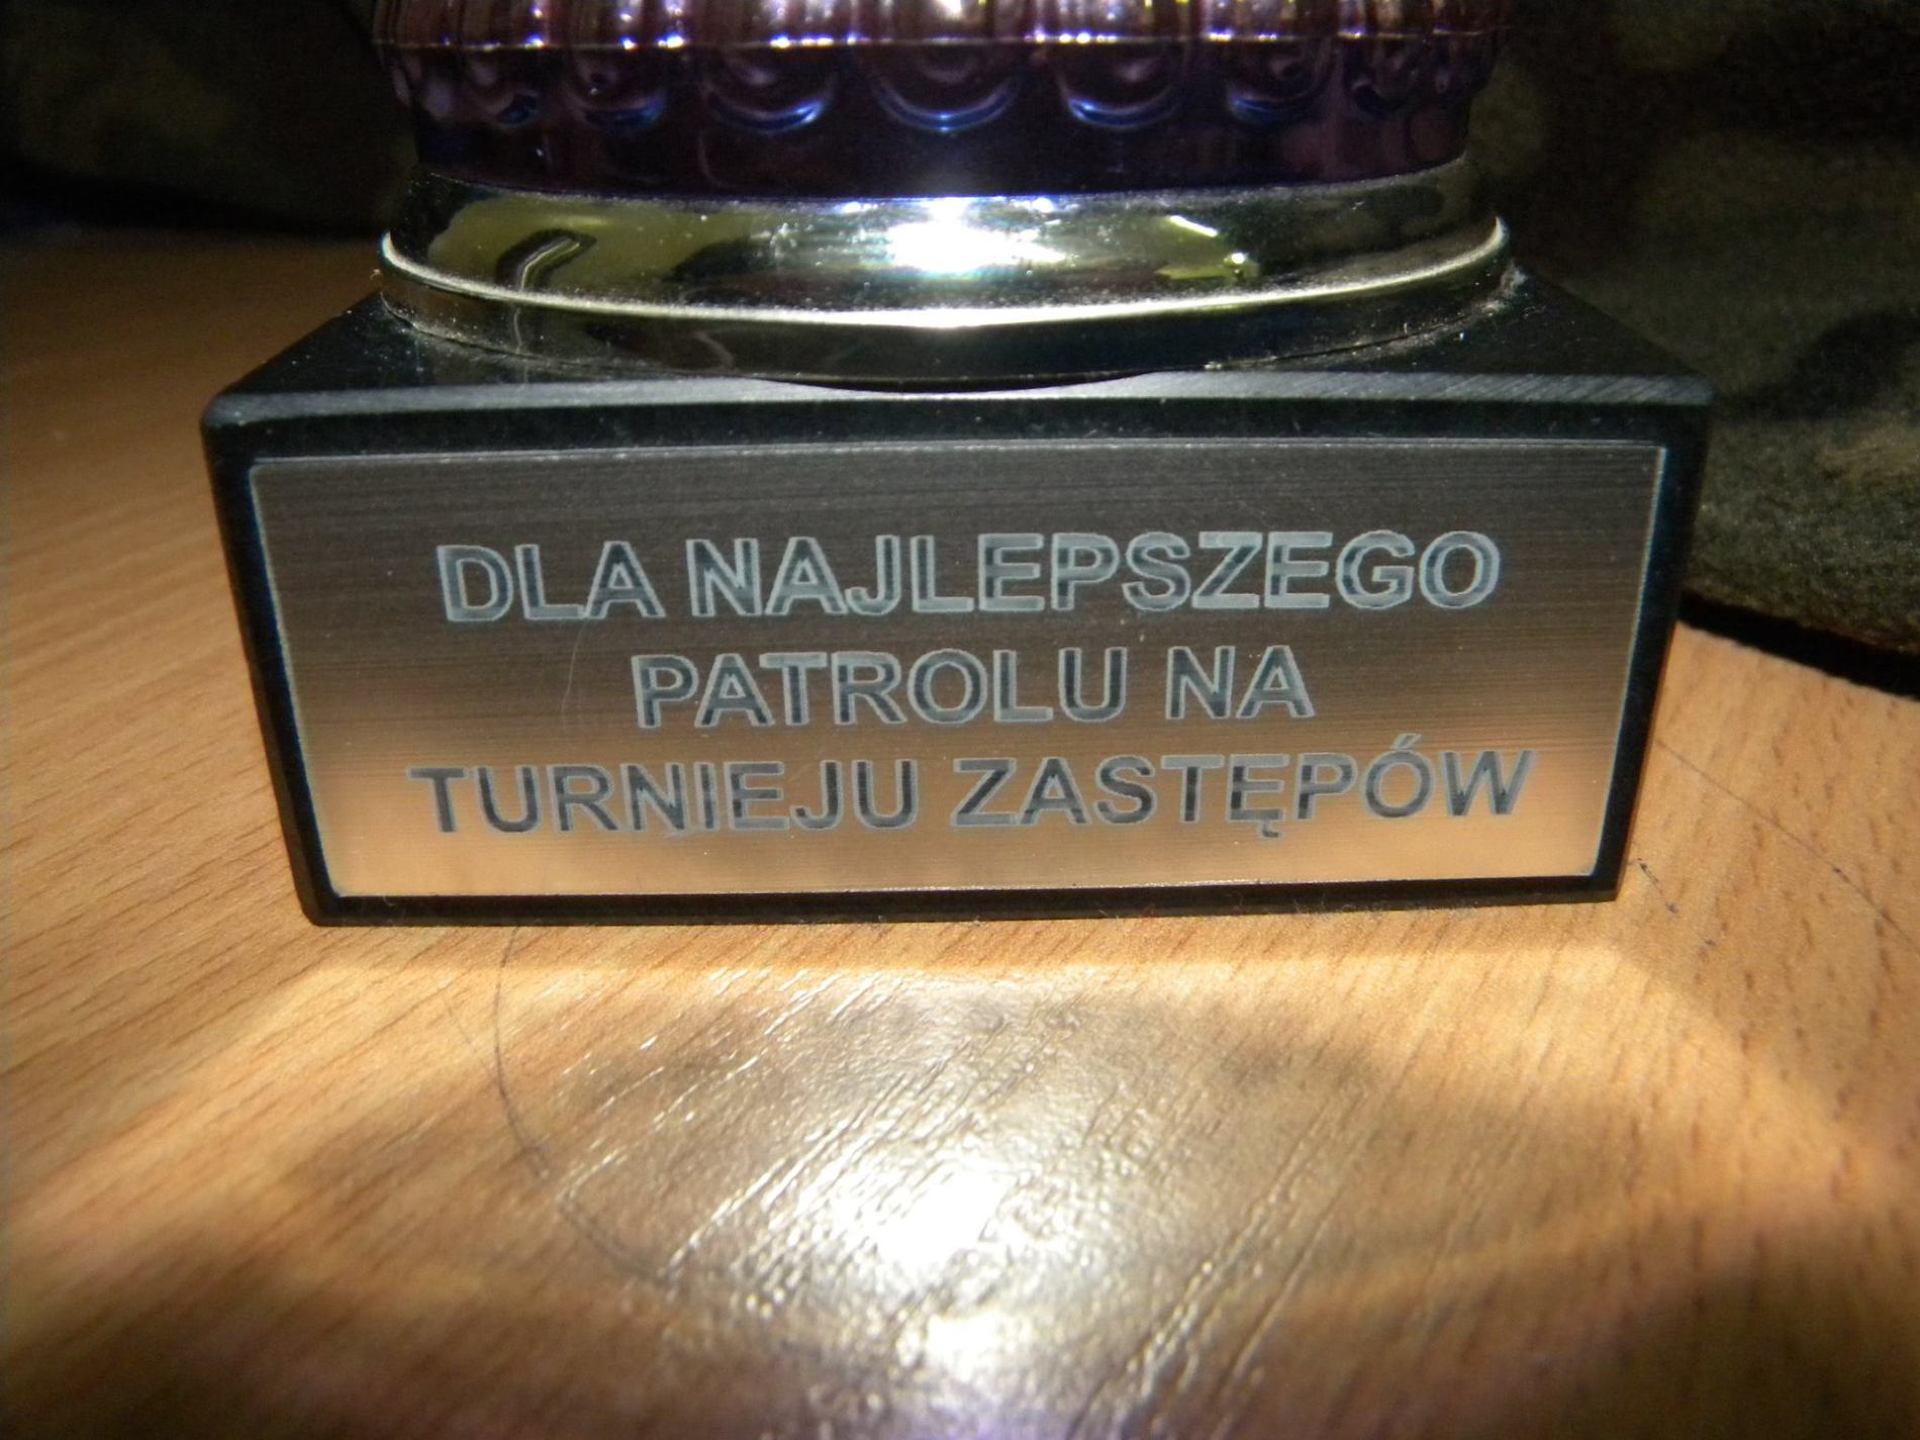 DLA NAJLEPSZEGO
PATROLU NA
TURNIEJU ZASTĘPÓW